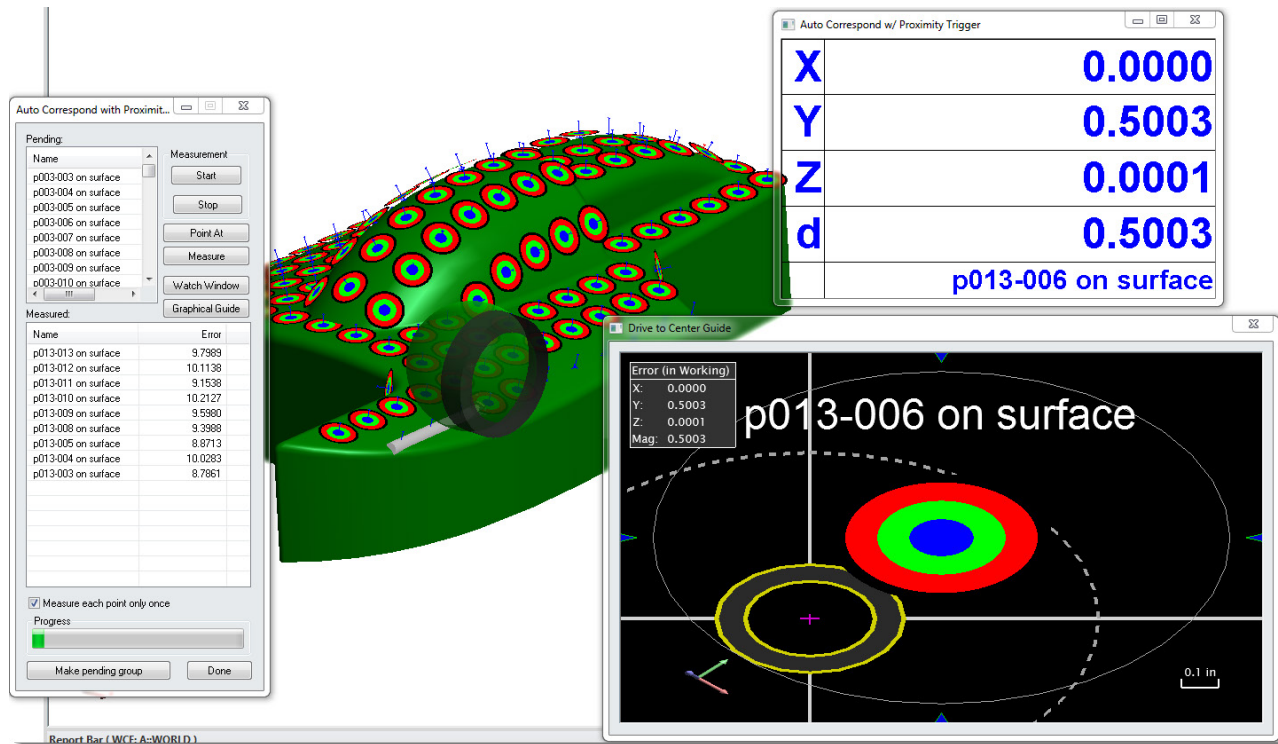 Auto Correspond with Proximit...
Pending:
Name
p003-003 on surface
p003-004 on surface
p003-005 on surface
p003-006 on surface
p003-007 on surface
p003-008 on surface
p003-009 on surface
p003-010 on surface
Measurement
Start
Stop
Point At
Measure
Watch Window
Graphical Guide
Measured:
Name Error
p013-013 on surface 9.7989
p013-012 on surface 10.1138
p013-011 on surface 9.1538
p013-010 on surface 10.2127
p013-009 on surface 9.5980
p013-008 on surface 9.3988
p013-005 on surface 8.8713
p013-004 on surface 10.0283
p013-003 on surface 8.7861
Measure each point only once
Progress
Make pending group Done
Auto Correspond w/ Proximity Trigger
X 0.0000
Y 0.5003
Z 0.0001
d 0.5003
p013-006 on surface
Drive to Center Guide
Error (in Working)
X: 0.0000
Y: 0.5003
Z: 0.0001
Mag: 0.5003
p013-006 on surface
0.1 in
Report Bar ( WCF: A::WORLD )